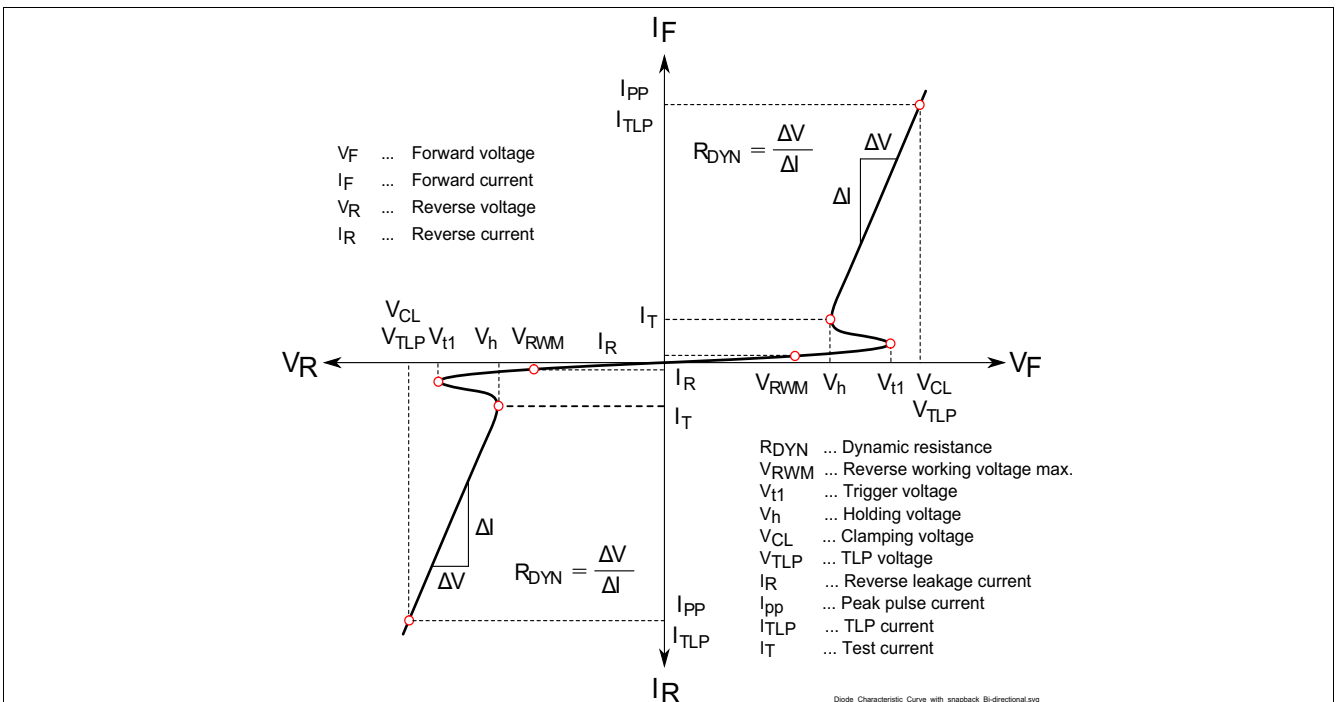 IF
IPP
ITLP
RDYN = ΔV / ΔI
ΔV
ΔI
VF ... Forward voltage
IF ... Forward current
VR ... Reverse voltage
IR ... Reverse current
VCL
VTLP Vt1 Vh VRWM IR
IT
VR
VF
IR
VRWM Vh Vt1 VCL
VTLP
IT
RDYN ... Dynamic resistance
VRWM ... Reverse working voltage max.
Vt1 ... Trigger voltage
Vh ... Holding voltage
VCL ... Clamping voltage
VTLP ... TLP voltage
IR ... Reverse leakage current
Ipp ... Peak pulse current
ITLP ... TLP current
IT ... Test current
ΔI
ΔV
RDYN = ΔV / ΔI
IPP
ITLP
IR
Diode_Characteristic_Curve_with_snapback_Bi-directional.svg